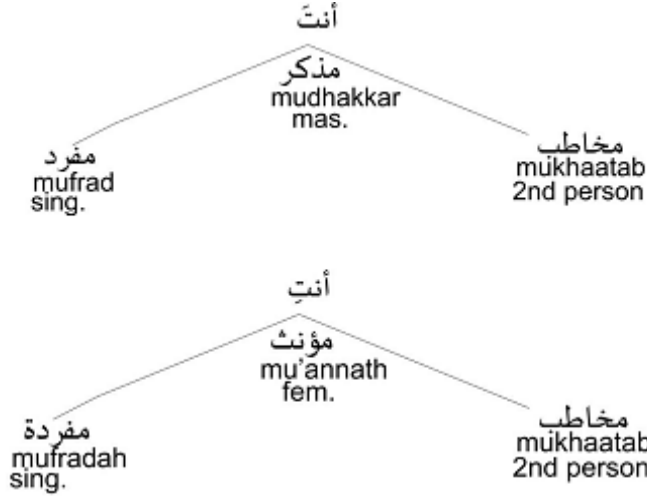 أنتَ
مذكر
mudhakkar
mas.
مفرد
mufrad
sing.
مخاطب
mukhaatab
2nd person
أنتِ
مؤنث
mu'annath
fem.
مفردة
mufradah
sing.
مخاطب
mukhaatab
2nd person